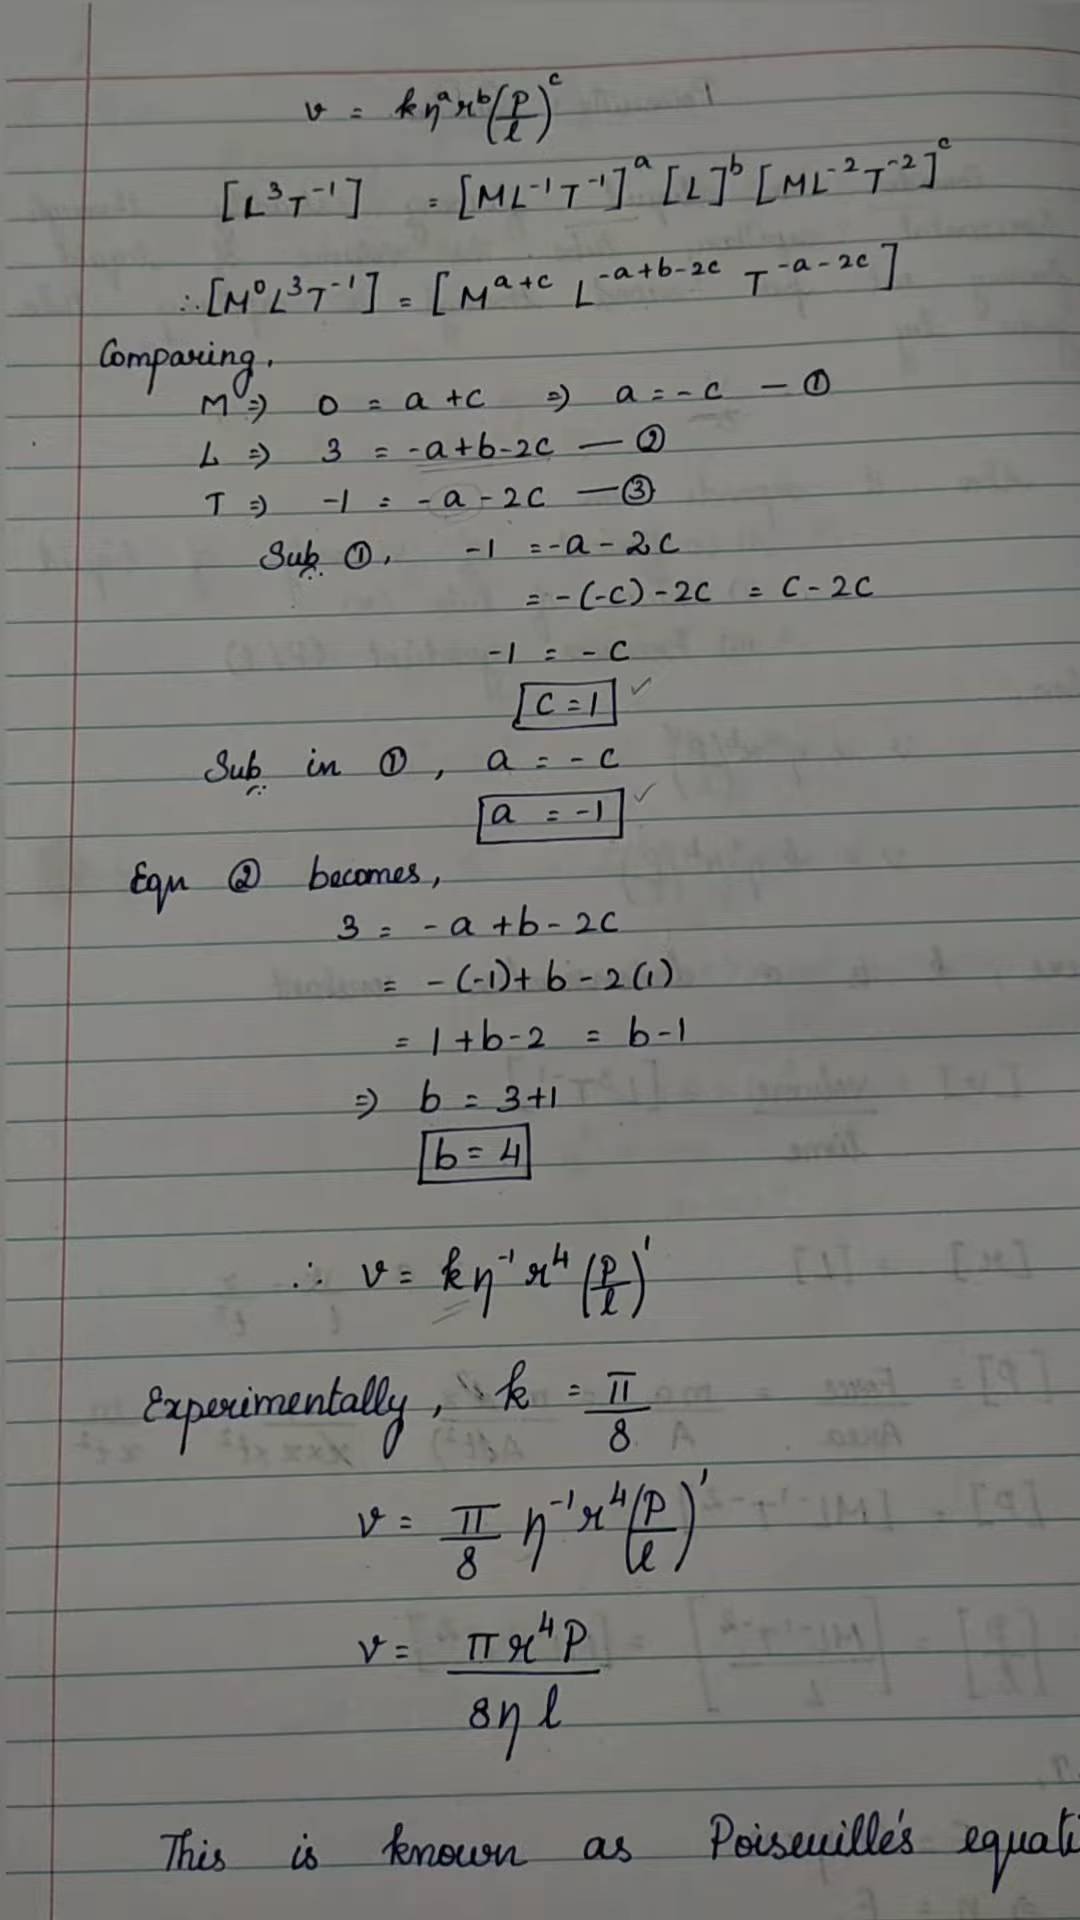 v = kηᵃrᵇ(P/l)ᶜ
[L³T⁻¹] = [ML⁻¹T⁻¹]ᵃ [L]ᵇ [ML⁻²T⁻²]ᶜ
∴ [M⁰L³T⁻¹] = [Mᵃ⁺ᶜ L⁻ᵃ⁺ᵇ⁻²ᶜ T⁻ᵃ⁻²ᶜ]
Comparing,
M ⇒ 0 = a + c ⇒ a = -c — ①
L ⇒ 3 = -a + b - 2c — ②
T ⇒ -1 = -a - 2c — ③
Sub ①, -1 = -a - 2c
= -(-c) - 2c = c - 2c
-1 = -c
c = 1 ✓
Sub in ①, a = -c
a = -1 ✓
Equ ② becomes,
3 = -a + b - 2c
= -(-1) + b - 2(1)
= 1 + b - 2 = b - 1
⇒ b = 3+1
b = 4
∴ v = kη⁻¹r⁴(P/l)¹
Experimentally, k = π/8
v = π/8 η⁻¹r⁴(P/l)¹
v = πr⁴P/8ηl
This is known as Poiseuille's equati